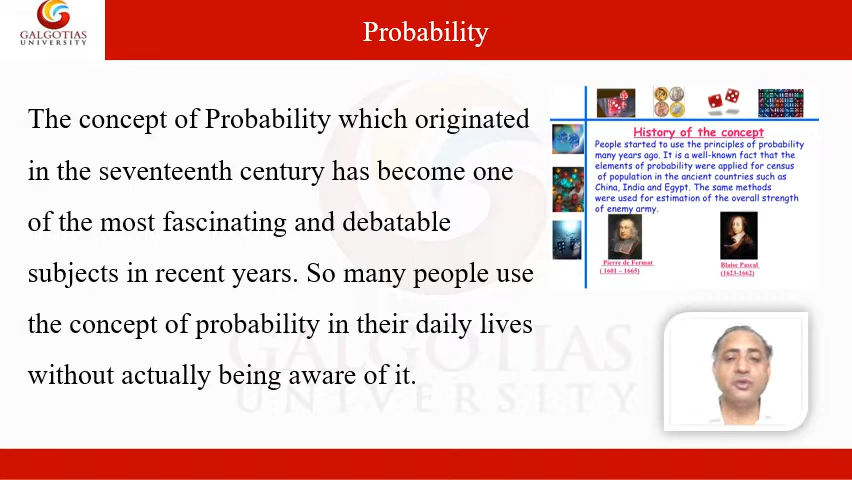 GALGOTIAS
UNIVERSITY
Probability
The concept of Probability which originated
in the seventeenth century has become one
of the most fascinating and debatable
subjects in recent years. So many people use
the concept of probability in their daily lives
without actually being aware of it.
History of the concept
People started to use the principles of probability
many years ago. It is a well-known fact that the
elements of probability were applied for census
of population in the ancient countries such as
China, India and Egypt. The same methods
were used for estimation of the overall strength
of enemy army.
Pierre de Fermat
( 1601 – 1665)
Blaise Pascal
(1623-1662)
GALGOTIAS
UNIVERSITY